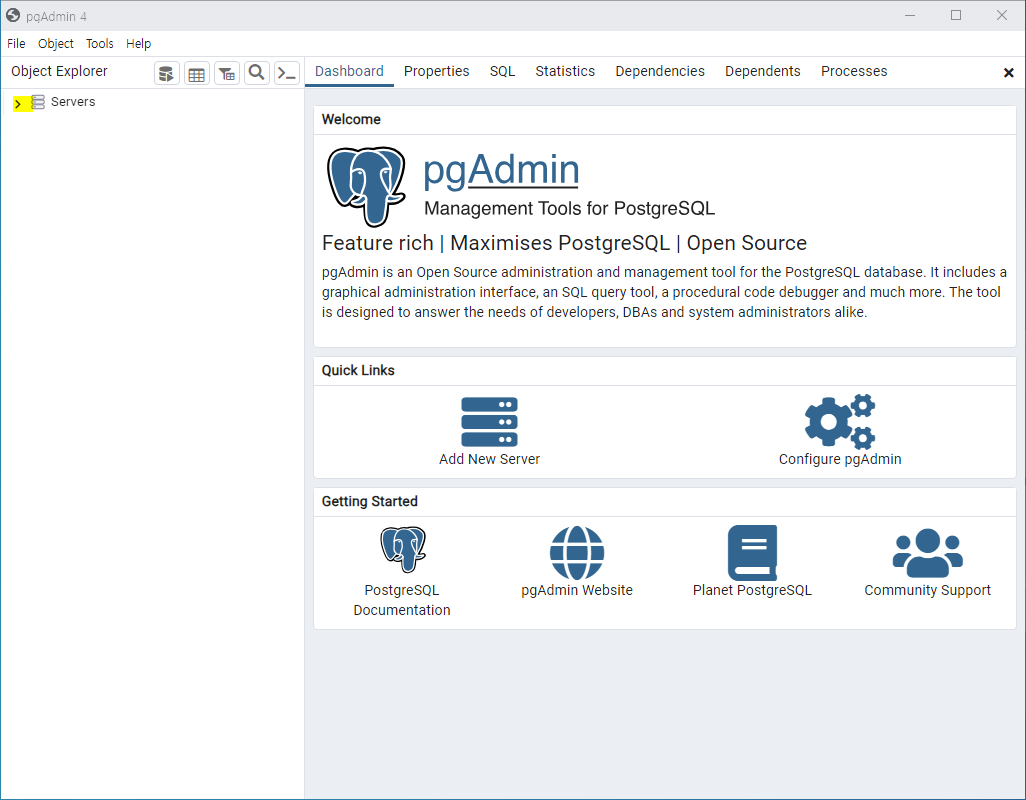 pgAdmin 4
File Object Tools Help
Object Explorer
Dashboard Properties SQL Statistics Dependencies Dependents Processes
Servers
Welcome
pgAdmin
Management Tools for PostgreSQL
Feature rich | Maximises PostgreSQL | Open Source
pgAdmin is an Open Source administration and management tool for the PostgreSQL database. It includes a
graphical administration interface, an SQL query tool, a procedural code debugger and much more. The tool
is designed to answer the needs of developers, DBAs and system administrators alike.
Quick Links
Add New Server
Configure pgAdmin
Getting Started
PostgreSQL
Documentation
pgAdmin Website
Planet PostgreSQL
Community Support